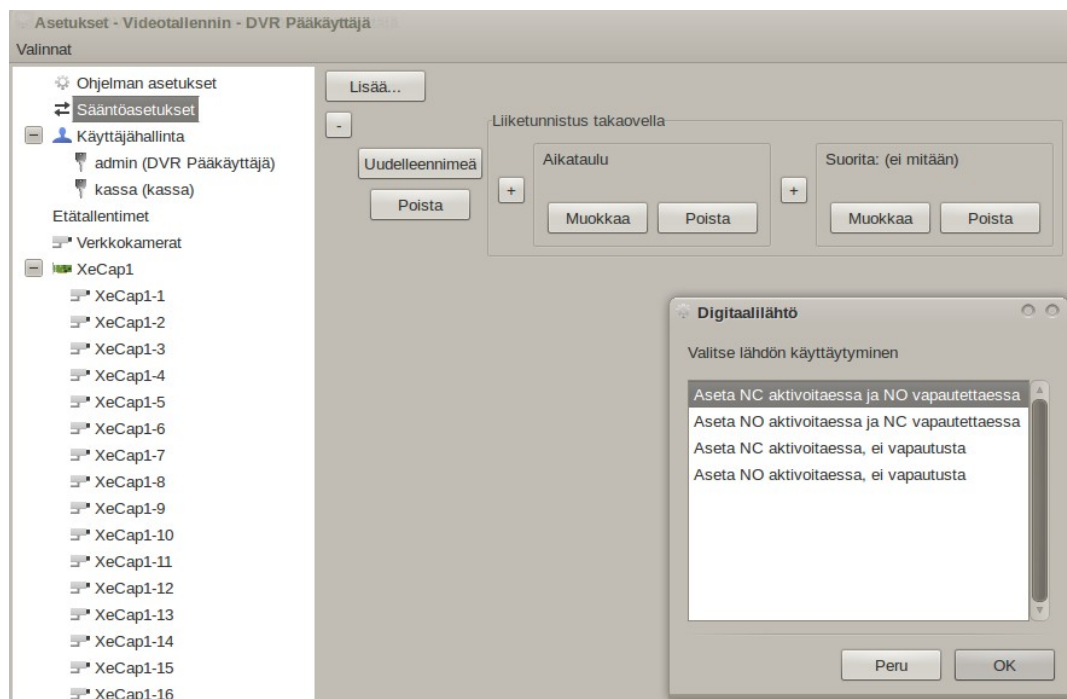 Asetukset - Videotallennin - DVR Pääkäyttäjä
Valinnat
Ohjelman asetukset
Sääntöasetukset
Käyttäjähallinta
admin (DVR Pääkäyttäjä)
kassa (kassa)
Etätallentimet
Verkkokamerat
XeCap1
XeCap1-1
XeCap1-2
XeCap1-3
XeCap1-4
XeCap1-5
XeCap1-6
XeCap1-7
XeCap1-8
XeCap1-9
XeCap1-10
XeCap1-11
XeCap1-12
XeCap1-13
XeCap1-14
XeCap1-15
XeCap1-16
Lisää...
-
Uudelleennimeä
Poista
Liiketunnistus takaovella
+
Aikataulu
Muokkaa Poista
+
Suorita: (ei mitään)
Muokkaa Poista
Digitaalilähtö
Valitse lähdön käyttäytyminen
Aseta NC aktivoitaessa ja NO vapautettaessa
Aseta NO aktivoitaessa ja NC vapautettaessa
Aseta NC aktivoitaessa, ei vapautusta
Aseta NO aktivoitaessa, ei vapautusta
Peru OK